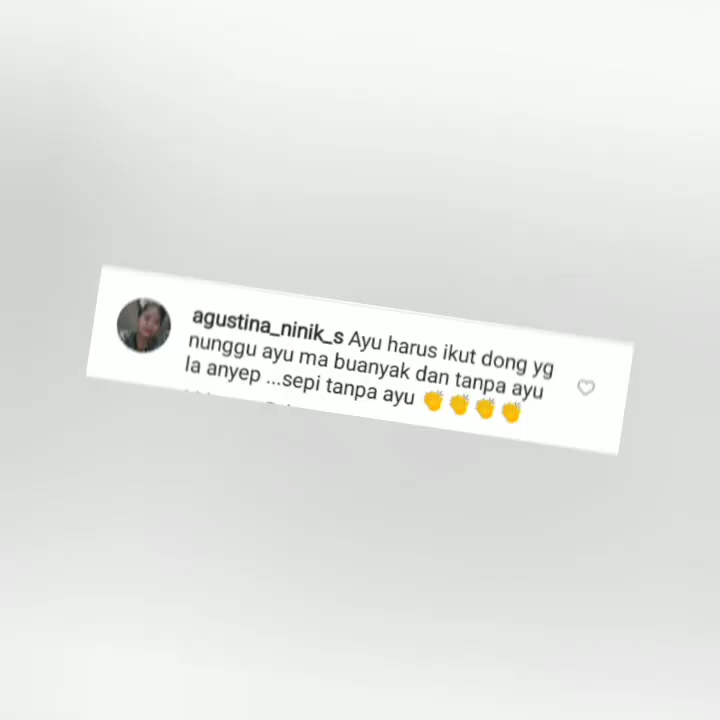 agustina_ninik_s Ayu harus ikut dong yg
nunggu ayu ma buanyak dan tanpa ayu
la anyep ...sepi tanpa ayu 👏👏👏👏